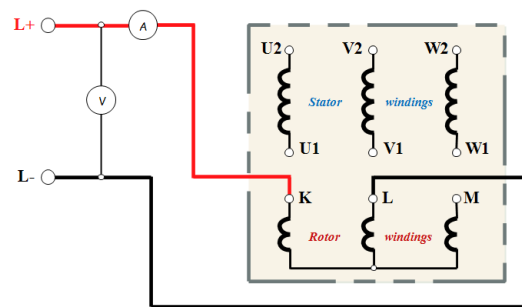 L+
A
V
L-
U2 V2 W2
Stator windings
U1 V1 W1
K L M
Rotor windings